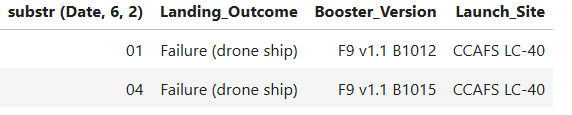 substr (Date, 6, 2) Landing_Outcome Booster_Version Launch_Site
01 Failure (drone ship) F9 v1.1 B1012 CCAFS LC-40
04 Failure (drone ship) F9 v1.1 B1015 CCAFS LC-40